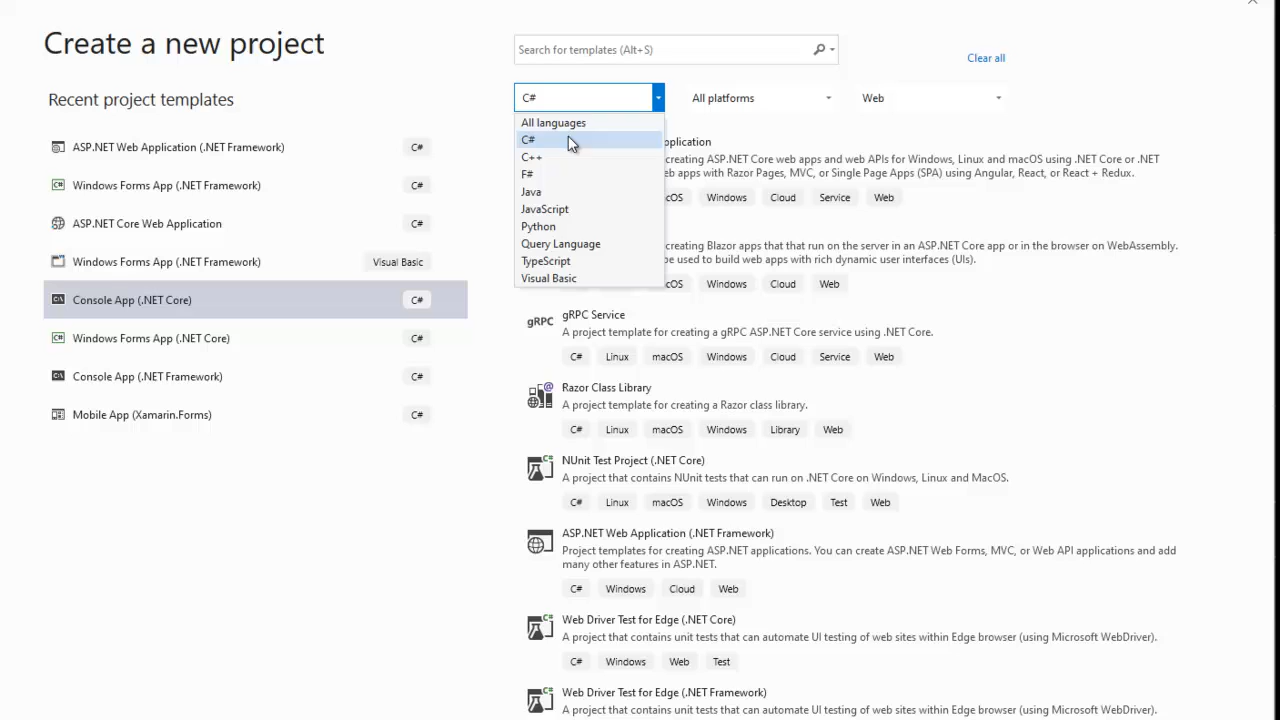 Create a new project
Search for templates (Alt+S)
Clear all
Recent project templates
C#
All platforms
Web
All languages
C#
C++
F#
Java
JavaScript
Python
Query Language
TypeScript
Visual Basic
ASP.NET Web Application (.NET Framework) C#
Windows Forms App (.NET Framework) C#
ASP.NET Core Web Application C#
Windows Forms App (.NET Framework) Visual Basic
Console App (.NET Core) C#
Windows Forms App (.NET Core) C#
Console App (.NET Framework) C#
Mobile App (Xamarin.Forms) C#
plication
creating ASP.NET Core web apps and web APIs for Windows, Linux and macOS using .NET Core or .NET
eb apps with Razor Pages, MVC, or Single Page Apps (SPA) using Angular, React, or React + Redux.
cOS Windows Cloud Service Web
creating Blazor apps that that run on the server in an ASP.NET Core app or in the browser on WebAssembly.
e used to build web apps with rich dynamic user interfaces (UIs).
cOS Windows Cloud Web
gRPC gRPC Service
A project template for creating a gRPC ASP.NET Core service using .NET Core.
C# Linux macOS Windows Cloud Service Web
Razor Class Library
A project template for creating a Razor class library.
C# Linux macOS Windows Library Web
NUnit Test Project (.NET Core)
A project that contains NUnit tests that can run on .NET Core on Windows, Linux and MacOS.
C# Linux macOS Windows Desktop Test Web
ASP.NET Web Application (.NET Framework)
Project templates for creating ASP.NET applications. You can create ASP.NET Web Forms, MVC, or Web API applications and add
many other features in ASP.NET.
C# Windows Cloud Web
Web Driver Test for Edge (.NET Core)
A project that contains unit tests that can automate UI testing of web sites within Edge browser (using Microsoft WebDriver).
C# Windows Web Test
Web Driver Test for Edge (.NET Framework)
A project that contains unit tests that can automate UI testing of web sites within Edge browser (using Microsoft WebDriver).